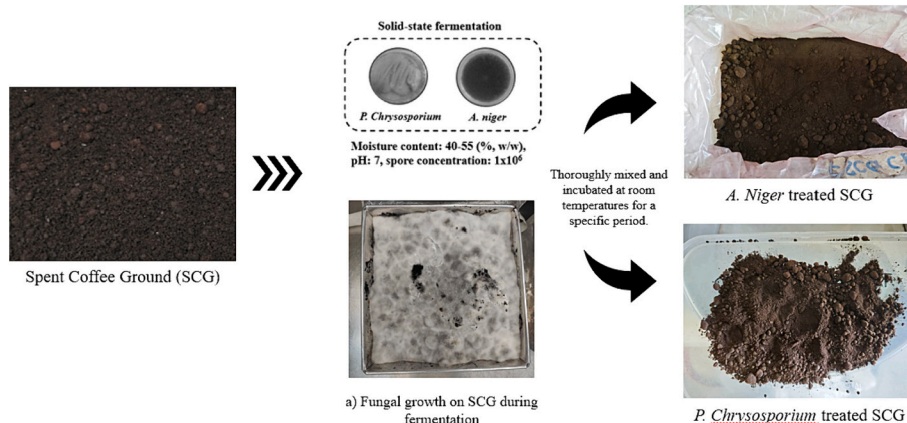 Spent Coffee Ground (SCG)
Solid-state fermentation
P. Chrysosporium
A. niger
Moisture content: 40-55 (%, w/w),
pH: 7, spore concentration: 1x10⁶
a) Fungal growth on SCG during
fermentation
Thoroughly mixed and
incubated at room
temperatures for a
specific period.
A. Niger treated SCG
P. Chrysosporium treated SCG